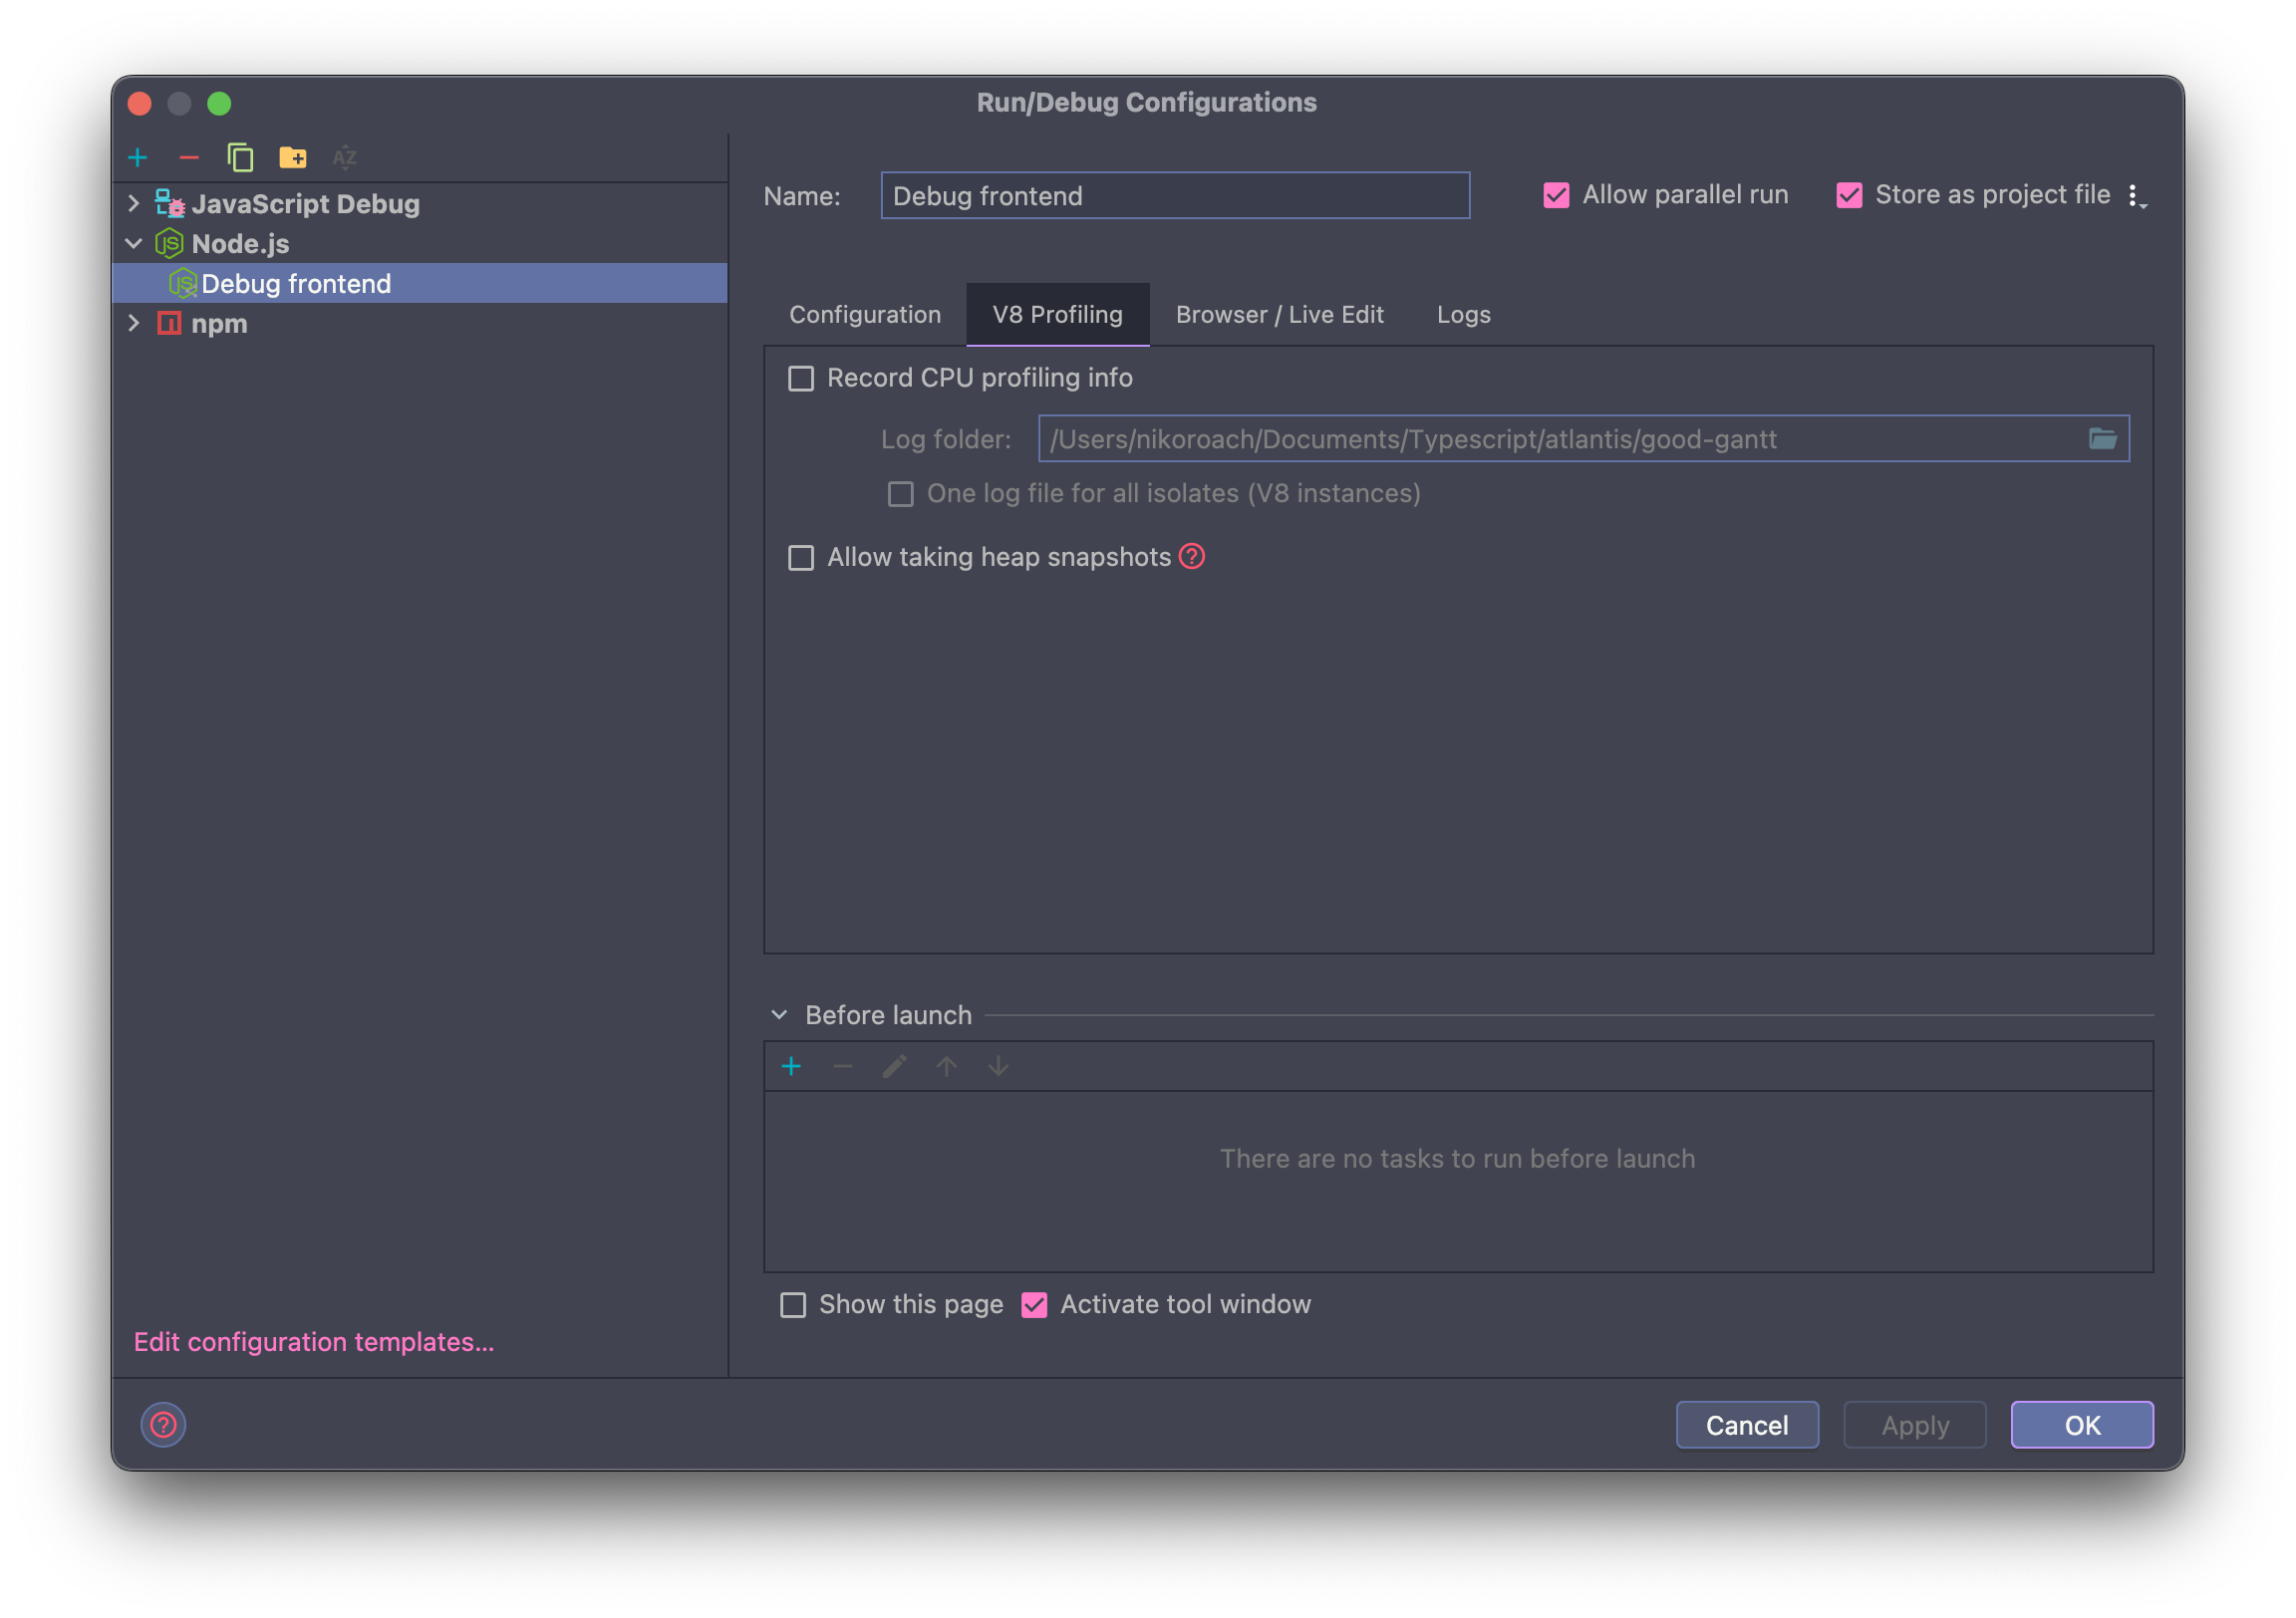 Run/Debug Configurations
JavaScript Debug
Node.js
Debug frontend
npm
Edit configuration templates...
Name: Debug frontend
Allow parallel run
Store as project file
Configuration V8 Profiling Browser / Live Edit Logs
Record CPU profiling info
Log folder: /Users/nikoroach/Documents/Typescript/atlantis/good-gantt
One log file for all isolates (V8 instances)
Allow taking heap snapshots
Before launch
There are no tasks to run before launch
Show this page Activate tool window
Cancel Apply OK